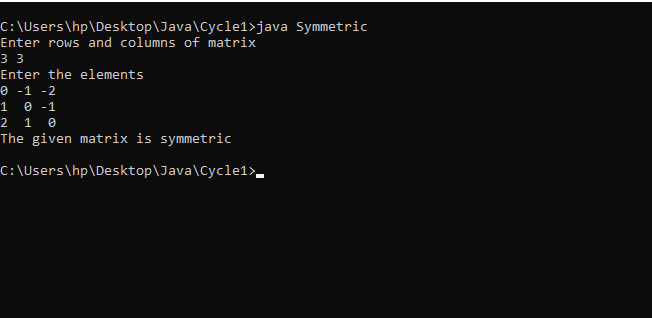 C:\Users\hp\Desktop\Java\Cycle1>java Symmetric
Enter rows and columns of matrix
3 3
Enter the elements
0 -1 -2
1  0 -1
2  1  0
The given matrix is symmetric
C:\Users\hp\Desktop\Java\Cycle1>